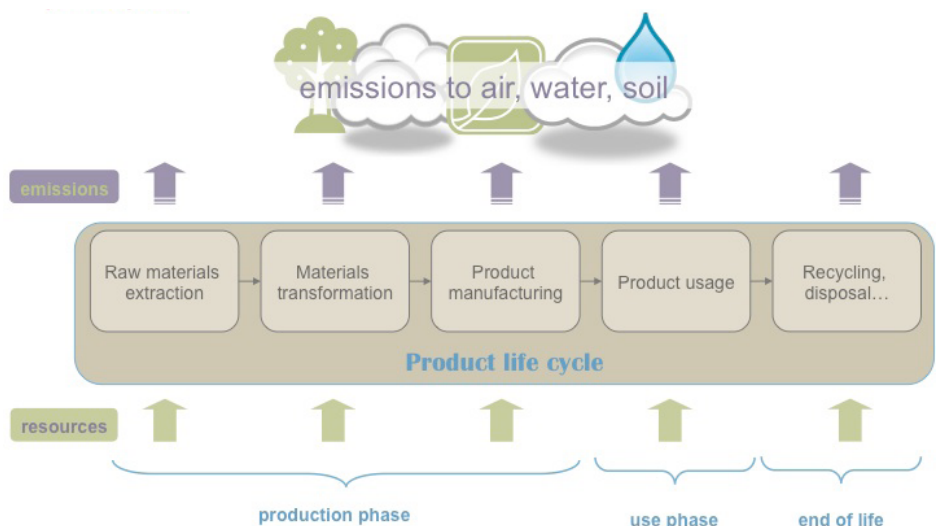 emissions to air, water, soil
emissions
Raw materials
extraction
Materials
transformation
Product
manufacturing
Product usage
Recycling,
disposal…
Product life cycle
resources
production phase
use phase
end of life